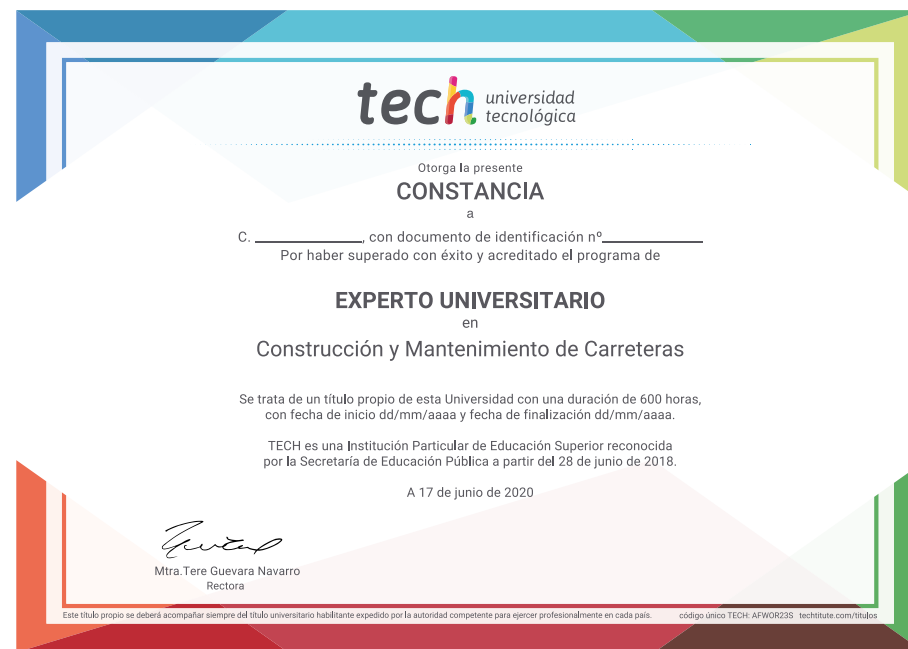 tech universidad
tecnológica
Otorga la presente
CONSTANCIA
a
C. ______________, con documento de identificación nº______________
Por haber superado con éxito y acreditado el programa de
EXPERTO UNIVERSITARIO
en
Construcción y Mantenimiento de Carreteras
Se trata de un título propio de esta Universidad con una duración de 600 horas,
con fecha de inicio dd/mm/aaaa y fecha de finalización dd/mm/aaaa.
TECH es una Institución Particular de Educación Superior reconocida
por la Secretaría de Educación Pública a partir del 28 de junio de 2018.
A 17 de junio de 2020
Mtra.Tere Guevara Navarro
Rectora
Este título propio se deberá acompañar siempre del título universitario habilitante expedido por la autoridad competente para ejercer profesionalmente en cada país. código único TECH: AFWOR23S techtitute.com/títulos